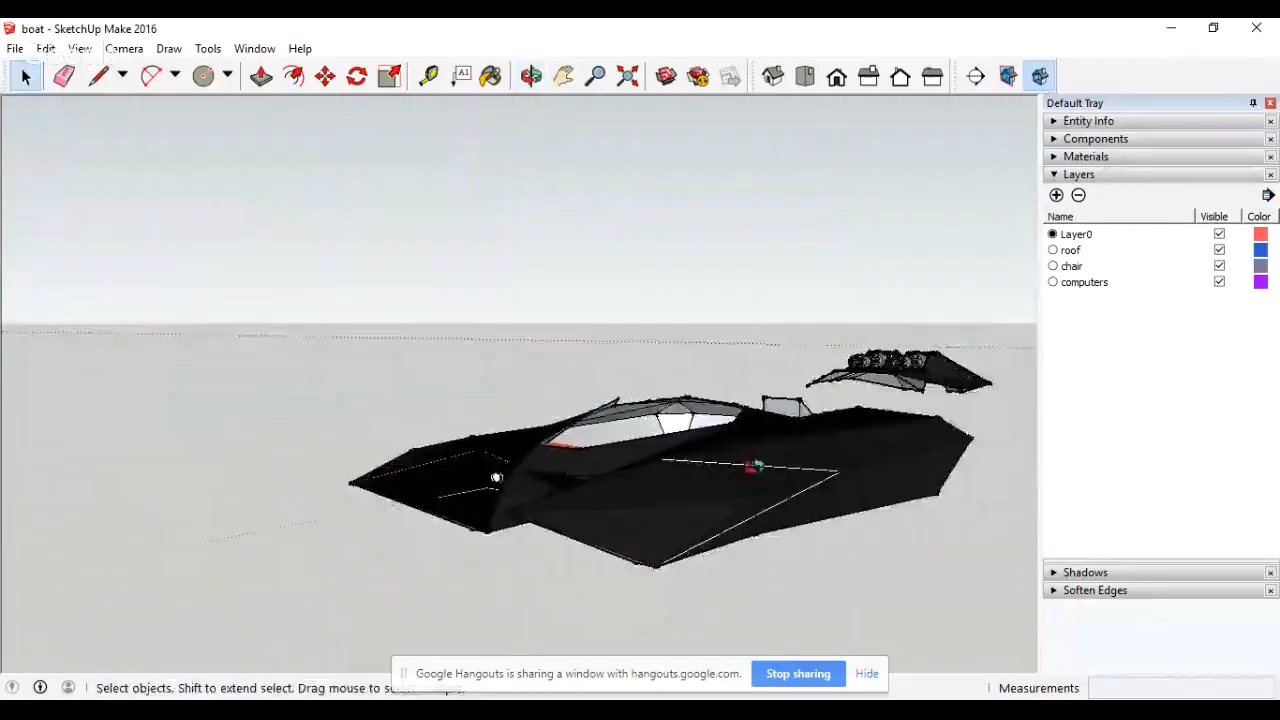 boat - SketchUp Make 2016
File Edit View Camera Draw Tools Window Help
A1
Default Tray
Entity Info
Components
Materials
Layers
Name Visible Color
Layer0
roof
chair
computers
Shadows
Soften Edges
Google Hangouts is sharing a window with hangouts.google.com. Stop sharing Hide
Select objects. Shift to extend select. Drag mouse to
Measurements